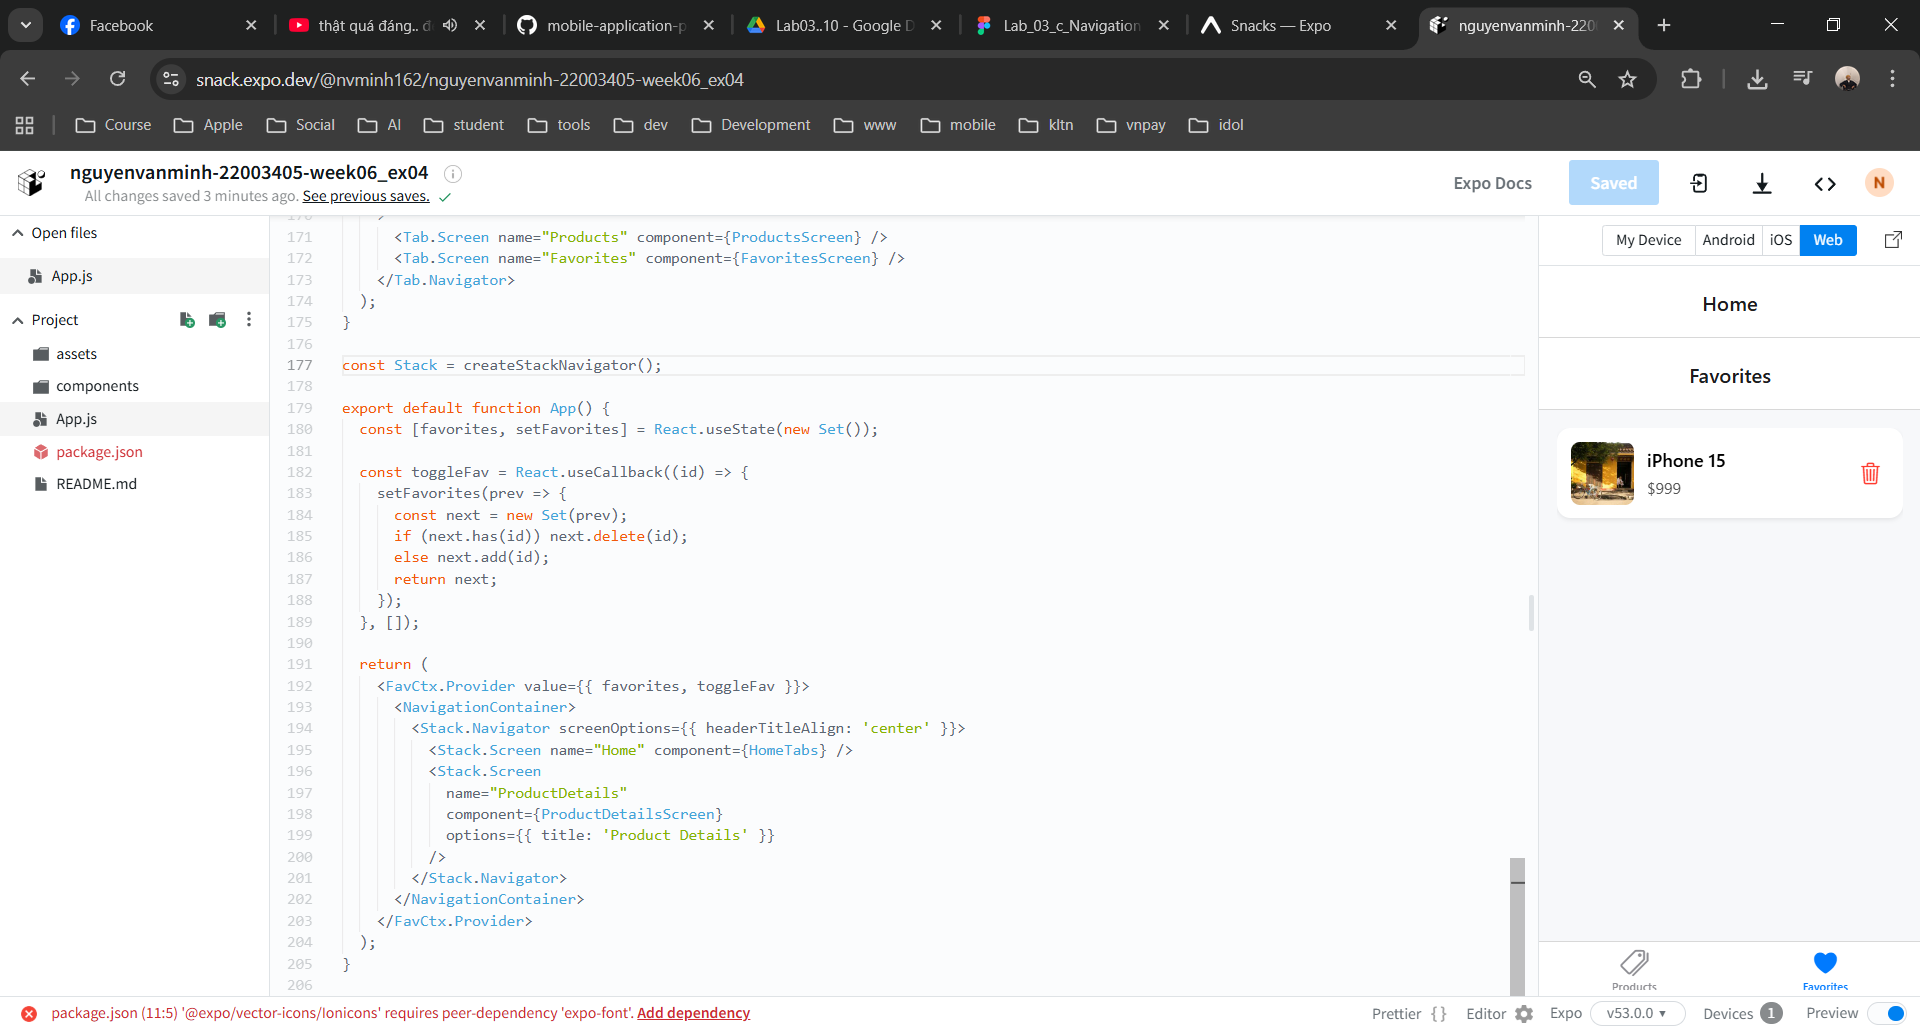 Facebook
thật quá đáng..
mobile-application-p
Lab03..10 - Google D
Lab_03_c_Navigation
Snacks — Expo
nguyenvanminh-220
snack.expo.dev/@nvminh162/nguyenvanminh-22003405-week06_ex04
Course
Apple
Social
AI
student
tools
dev
Development
www
mobile
kltn
vnpay
idol
nguyenvanminh-22003405-week06_ex04
All changes saved 3 minutes ago. See previous saves.
Expo Docs
Saved
N
Open files
App.js
Project
assets
components
App.js
package.json
README.md
170 >
171 <Tab.Screen name="Products" component={ProductsScreen} />
172 <Tab.Screen name="Favorites" component={FavoritesScreen} />
173 </Tab.Navigator>
174 );
175 }
176
177 const Stack = createStackNavigator();
178
179 export default function App() {
180 const [favorites, setFavorites] = React.useState(new Set());
181
182 const toggleFav = React.useCallback((id) => {
183 setFavorites(prev => {
184 const next = new Set(prev);
185 if (next.has(id)) next.delete(id);
186 else next.add(id);
187 return next;
188 });
189 }, []);
190
191 return (
192 <FavCtx.Provider value={{ favorites, toggleFav }}>
193 <NavigationContainer>
194 <Stack.Navigator screenOptions={{ headerTitleAlign: 'center' }}>
195 <Stack.Screen name="Home" component={HomeTabs} />
196 <Stack.Screen
197 name="ProductDetails"
198 component={ProductDetailsScreen}
199 options={{ title: 'Product Details' }}
200 />
201 </Stack.Navigator>
202 </NavigationContainer>
203 </FavCtx.Provider>
204 );
205 }
206
My Device
Android
iOS
Web
Home
Favorites
iPhone 15
$999
Products
Favorites
package.json (11:5) '@expo/vector-icons/Ionicons' requires peer-dependency 'expo-font'. Add dependency
Prettier {}
Editor
Expo
v53.0.0
Devices 1
Preview